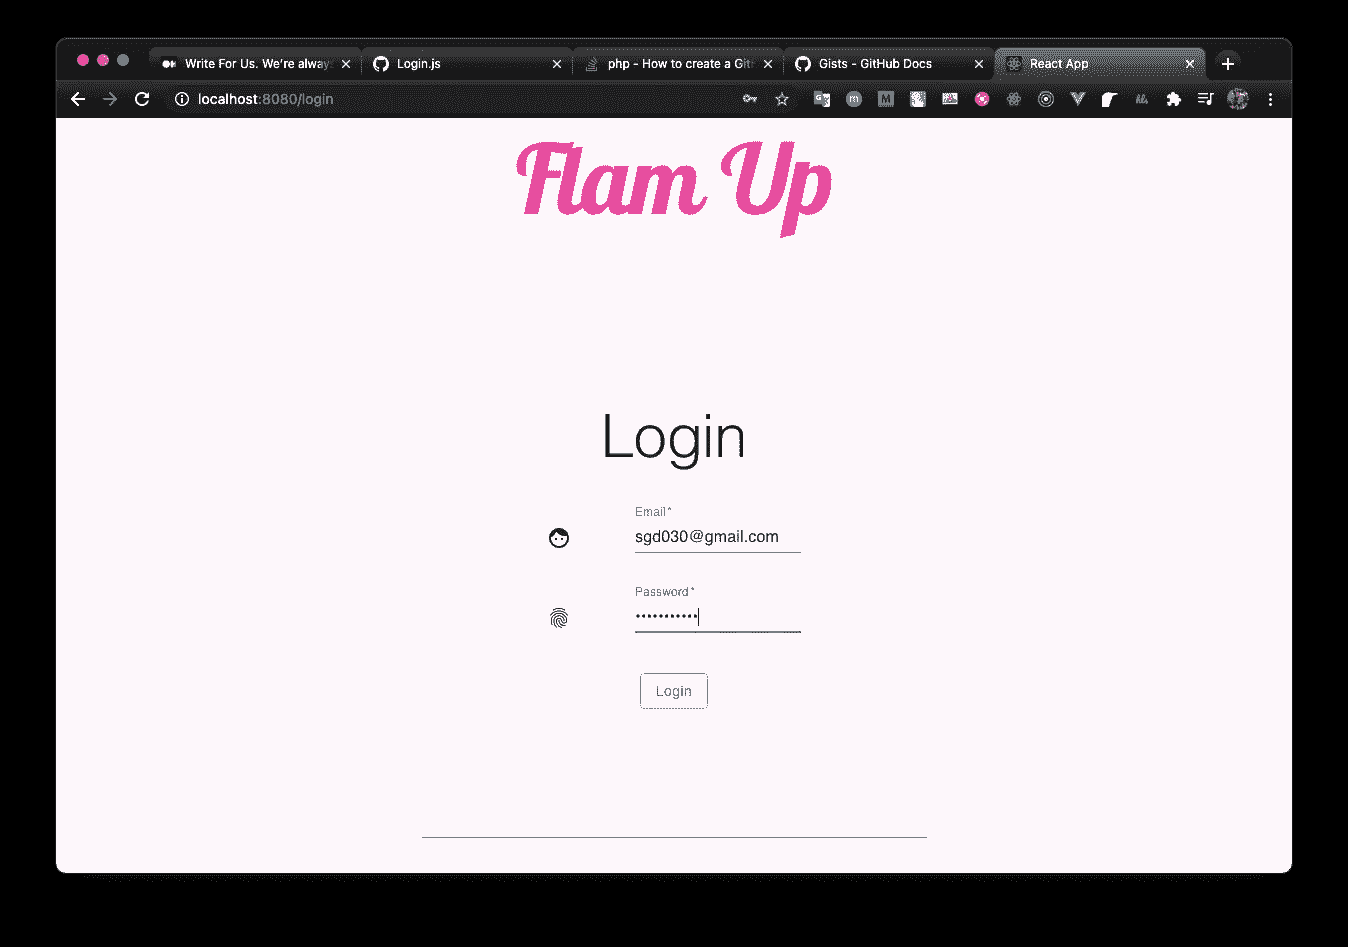 Write For Us. We're always
Login.js
php - How to create a Git
Gists - GitHub Docs
React App
localhost:8080/login
Flam Up
Login
Email *
sgd030@gmail.com
Password *
Login